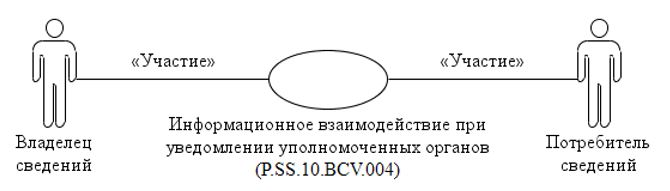 «Участие»
«Участие»
Владелец
сведений
Информационное взаимодействие при
уведомлении уполномоченных органов
(P.SS.10.BCV.004)
Потребитель
сведений